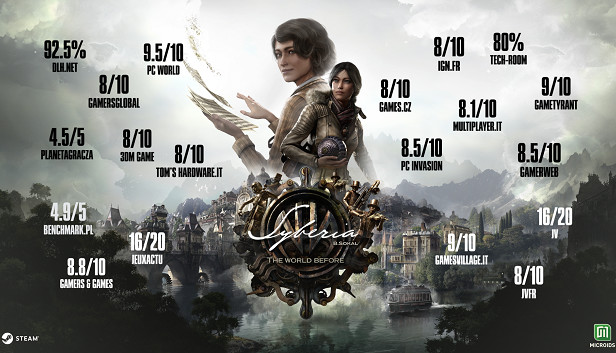 92.5%
OLH.NET
9.5/10
PC WORLD
8/10
GAMERSGLOBAL
4.5/5
PLANETAGRACZA
8/10
3DM GAME
8/10
TOM'S HARDWARE.IT
4.9/5
BENCHMARK.PL
16/20
JEUXACTU
8.8/10
GAMERS & GAMES
8/10
IGN.FR
80%
TECH-ROOM
8/10
GAMES.CZ
9/10
GAMETYRANT
8.1/10
MULTIPLAYER.IT
8.5/10
PC INVASION
8.5/10
GAMERWEB
16/20
JV
9/10
GAMESVILLAGE.IT
8/10
JVFR
Syberia
B.SOKAL
THE WORLD BEFORE
STEAM
MICROIDS